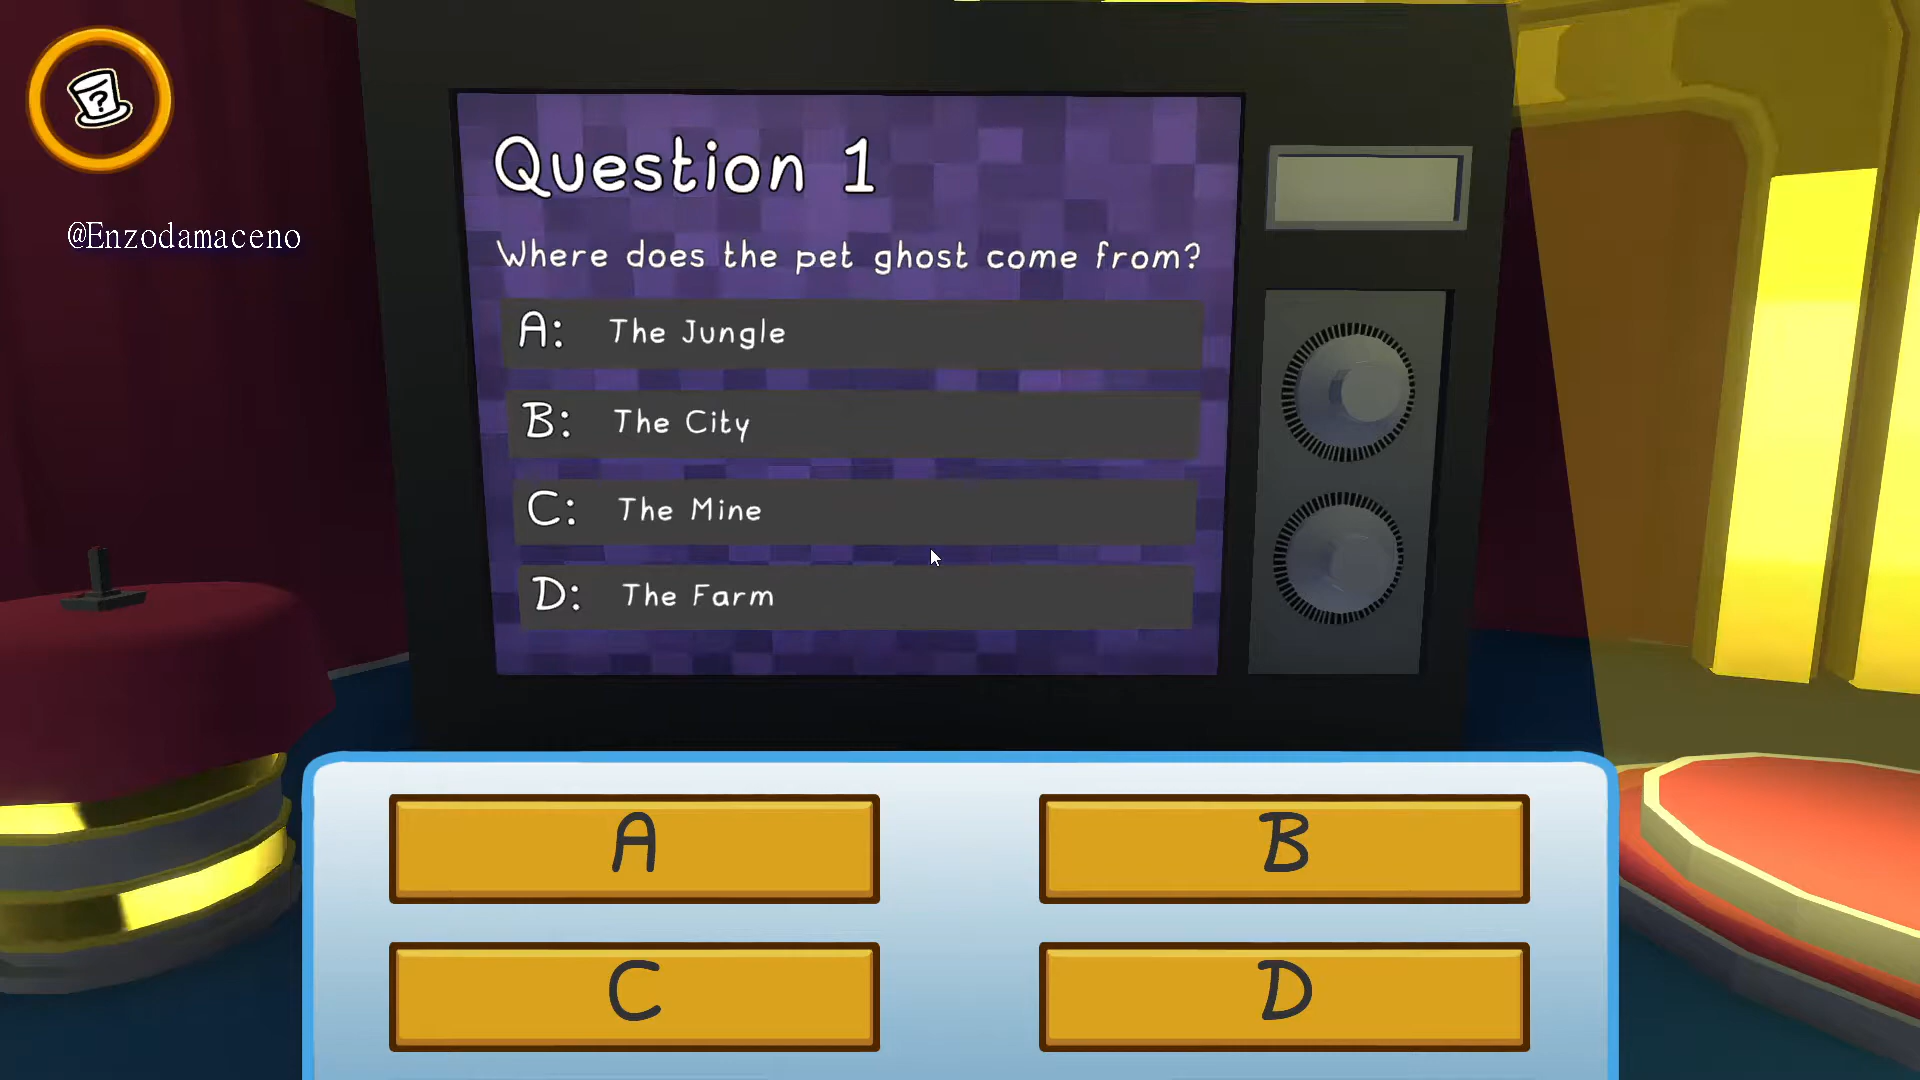 ?
@Enzodamaceno
Question 1
Where does the pet ghost come from?
A: The Jungle
B: The City
C: The Mine
D: The Farm
A
B
C
D